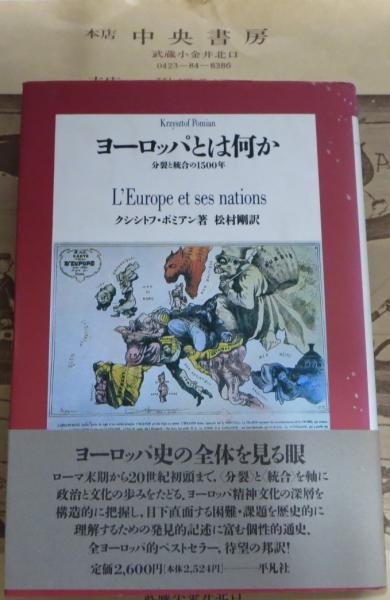 本店 中央書房
武蔵小金井北口
0423—84—8386
Krzysztof Pomian
ヨーロッパとは何か
分裂と統合の1500年
L'Europe et ses nations
クシシトフ・ポミアン著 松村剛訳
CARTE
D'EUROPE
ヨーロッパ史の全体を見る眼
ローマ末期から20世紀初頭まで、〈分裂〉と〈統合〉を軸に
政治と文化の歩みをたどる。ヨーロッパ精神文化の深層を
構造的に把握し、目下直面する困難・課題を歴史的に
理解するための発見的記述に富む個性的通史。
全ヨーロッパ的ベストセラー、待望の邦訳!
定価2,600円[本体2,524円]——平凡社